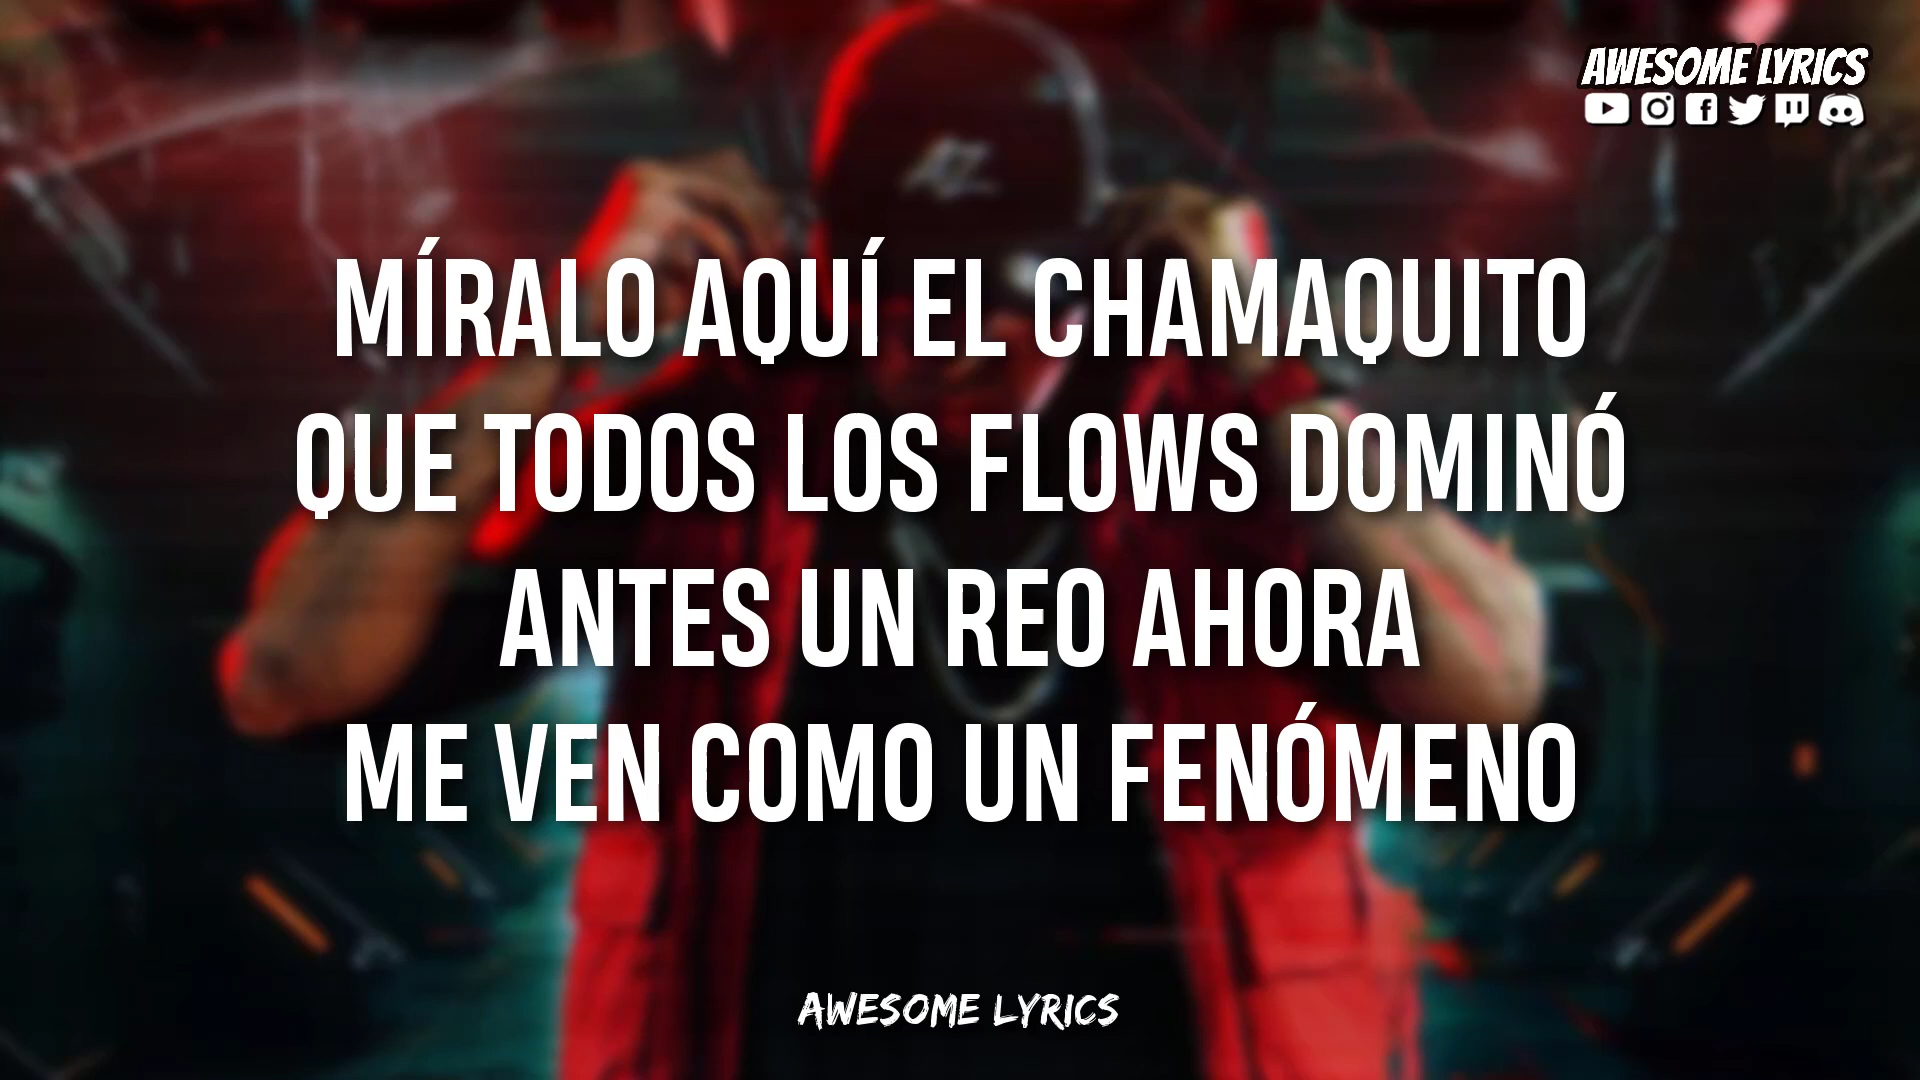 AWESOME LYRICS
MÍRALO AQUÍ EL CHAMAQUITO
QUE TODOS LOS FLOWS DOMINÓ
ANTES UN REO AHORA
ME VEN COMO UN FENÓMENO
AWESOME LYRICS